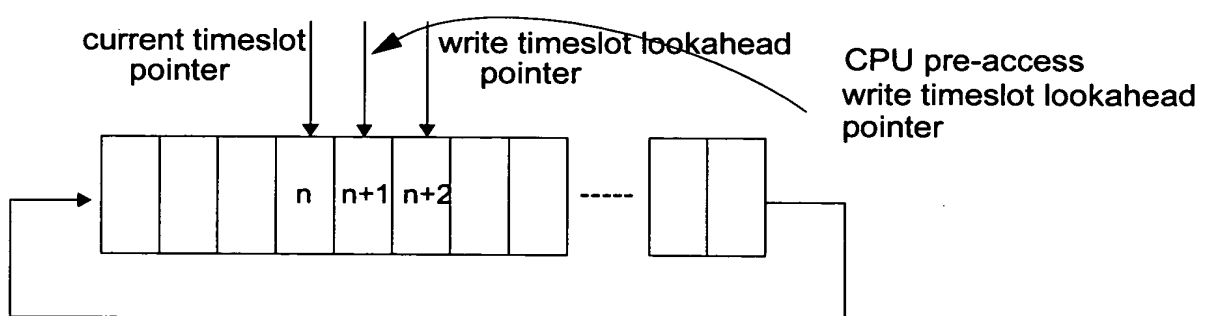 current timeslot
pointer
write timeslot lookahead
pointer
CPU pre-access
write timeslot lookahead
pointer
n
n+1
n+2